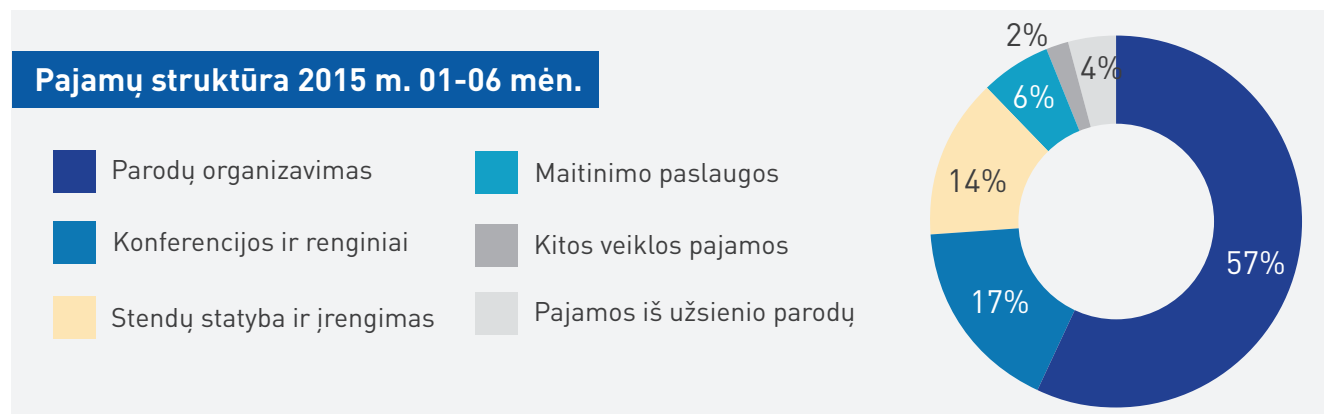 Pajamų struktūra 2015 m. 01-06 mėn.
Parodų organizavimas
Konferencijos ir renginiai
Stendų statyba ir įrengimas
Maitinimo paslaugos
Kitos veiklos pajamos
Pajamos iš užsienio parodų
2%
4%
6%
14%
17%
57%